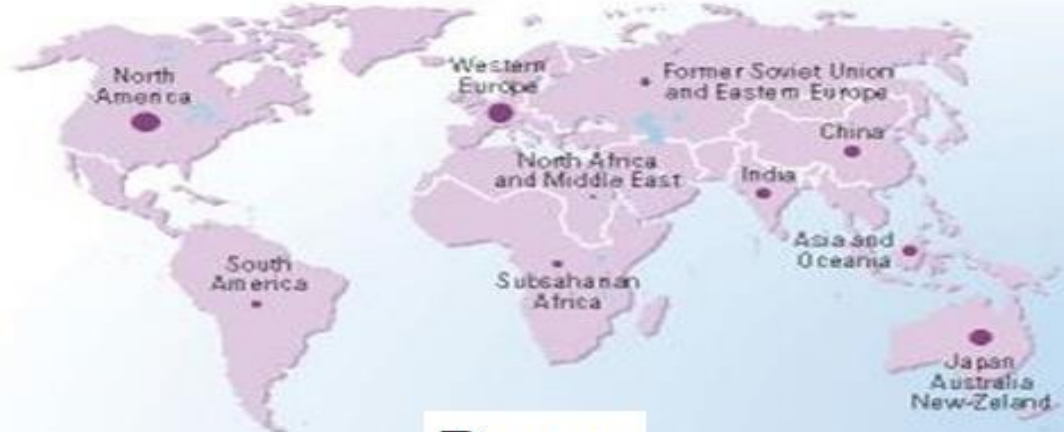 North
America
Western
Europe
Former Soviet Union
and Eastern Europe
China
North Africa
and Middle East
India
Asia and
Oceania
South
America
Subsaharian
Africa
Japan
Australia
New-Zeland